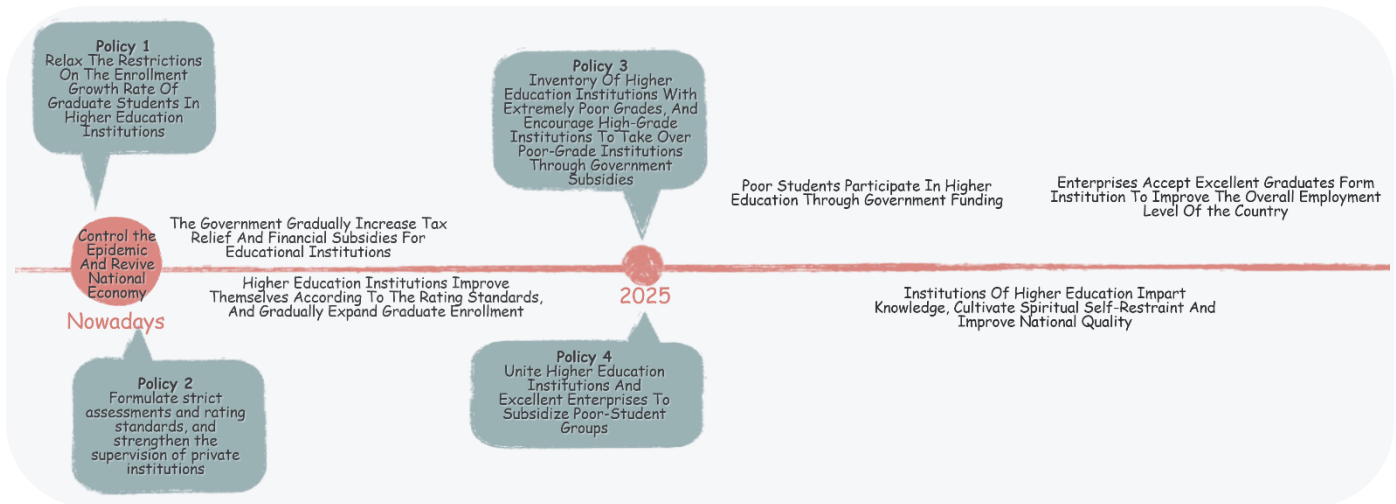 Policy 1
Relax The Restrictions
On The Enrollment
Growth Rate Of
Graduate Students In
Higher Education
Institutions
Control the
Epidemic
And Revive
National
Economy
Nowadays
Policy 2
Formulate strict
assessments and rating
standards, and
strengthen the
supervision of private
institutions
The Government Gradually Increase Tax
Relief And Financial Subsidies For
Educational Institutions
Higher Education Institutions Improve
Themselves According To The Rating Standards,
And Gradually Expand Graduate Enrollment
Policy 3
Inventory Of Higher
Education Institutions With
Extremely Poor Grades, And
Encourage High-Grade
Institutions To Take Over
Poor-Grade Institutions
Through Government
Subsidies
2025
Policy 4
Unite Higher Education
Institutions And
Excellent Enterprises To
Subsidize Poor-Student
Groups
Poor Students Participate In Higher
Education Through Government Funding
Enterprises Accept Excellent Graduates Form
Institution To Improve The Overall Employment
Level Of the Country
Institutions Of Higher Education Impart
Knowledge, Cultivate Spiritual Self-Restraint And
Improve National Quality